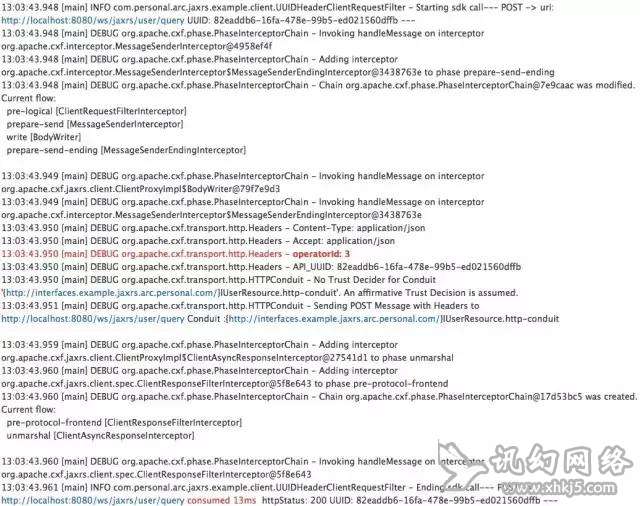 13:03:43.948 [main] INFO com.personal.arc.jaxrs.example.client.UUIDHeaderClientRequestFilter - Starting sdk call--- POST -> uri:
http://localhost:8080/ws/jaxrs/user/query UUID: 82eaddb6-16fa-478e-99b5-ed021560dffb ---
13:03:43.948 [main] DEBUG org.apache.cxf.phase.PhaseInterceptorChain - Invoking handleMessage on interceptor
org.apache.cxf.interceptor.MessageSenderInterceptor@4958ef4f
13:03:43.948 [main] DEBUG org.apache.cxf.phase.PhaseInterceptorChain - Adding interceptor
org.apache.cxf.interceptor.MessageSenderInterceptor$MessageSenderEndingInterceptor@3438763e to phase prepare-send-ending
13:03:43.948 [main] DEBUG org.apache.cxf.phase.PhaseInterceptorChain - Chain org.apache.cxf.phase.PhaseInterceptorChain@7e9caac was modified.
Current flow:
pre-logical [ClientRequestFilterInterceptor]
prepare-send [MessageSenderInterceptor]
write [BodyWriter]
prepare-send-ending [MessageSenderEndingInterceptor]
13:03:43.949 [main] DEBUG org.apache.cxf.phase.PhaseInterceptorChain - Invoking handleMessage on interceptor
org.apache.cxf.jaxrs.client.ClientProxyImpl$BodyWriter@79f7e9d3
13:03:43.949 [main] DEBUG org.apache.cxf.phase.PhaseInterceptorChain - Invoking handleMessage on interceptor
org.apache.cxf.interceptor.MessageSenderInterceptor$MessageSenderEndingInterceptor@3438763e
13:03:43.950 [main] DEBUG org.apache.cxf.transport.http.Headers - Content-Type: application/json
13:03:43.950 [main] DEBUG org.apache.cxf.transport.http.Headers - Accept: application/json
13:03:43.950 [main] DEBUG org.apache.cxf.transport.http.Headers - operatorId: 3
13:03:43.950 [main] DEBUG org.apache.cxf.transport.http.Headers - API_UUID: 82eaddb6-16fa-478e-99b5-ed021560dffb
13:03:43.950 [main] DEBUG org.apache.cxf.transport.http.HTTPConduit - No Trust Decider for Conduit
'{http://interfaces.example.jaxrs.arc.personal.com/}IUserResource.http-conduit'. An affirmative Trust Decision is assumed.
13:03:43.951 [main] DEBUG org.apache.cxf.transport.http.HTTPConduit - Sending POST Message with Headers to
http://localhost:8080/ws/jaxrs/user/query Conduit :{http://interfaces.example.jaxrs.arc.personal.com/}IUserResource.http-conduit
13:03:43.959 [main] DEBUG org.apache.cxf.phase.PhaseInterceptorChain - Adding interceptor
org.apache.cxf.jaxrs.client.ClientProxyImpl$ClientAsyncResponseInterceptor@27541d1 to phase unmarshal
13:03:43.960 [main] DEBUG org.apache.cxf.phase.PhaseInterceptorChain - Adding interceptor
org.apache.cxf.jaxrs.client.spec.ClientResponseFilterInterceptor@5f8e643 to phase pre-protocol-frontend
13:03:43.960 [main] DEBUG org.apache.cxf.phase.PhaseInterceptorChain - Chain org.apache.cxf.phase.PhaseInterceptorChain@17d53bc5 was created.
Current flow:
pre-protocol-frontend [ClientResponseFilterInterceptor]
unmarshal [ClientAsyncResponseInterceptor]
13:03:43.960 [main] DEBUG org.apache.cxf.phase.PhaseInterceptorChain - Invoking handleMessage on interceptor
org.apache.cxf.jaxrs.client.spec.ClientResponseFilterInterceptor@5f8e643
13:03:43.961 [main] INFO com.personal.arc.jaxrs.example.client.UUIDHeaderClientRequestFilter - Ending sdk call---
http://localhost:8080/ws/jaxrs/user/query consumed 13ms httpStatus: 200 UUID: 82eaddb6-16fa-478e-99b5-ed021560dffb ---
讯幻网络
www.xhkj5.com